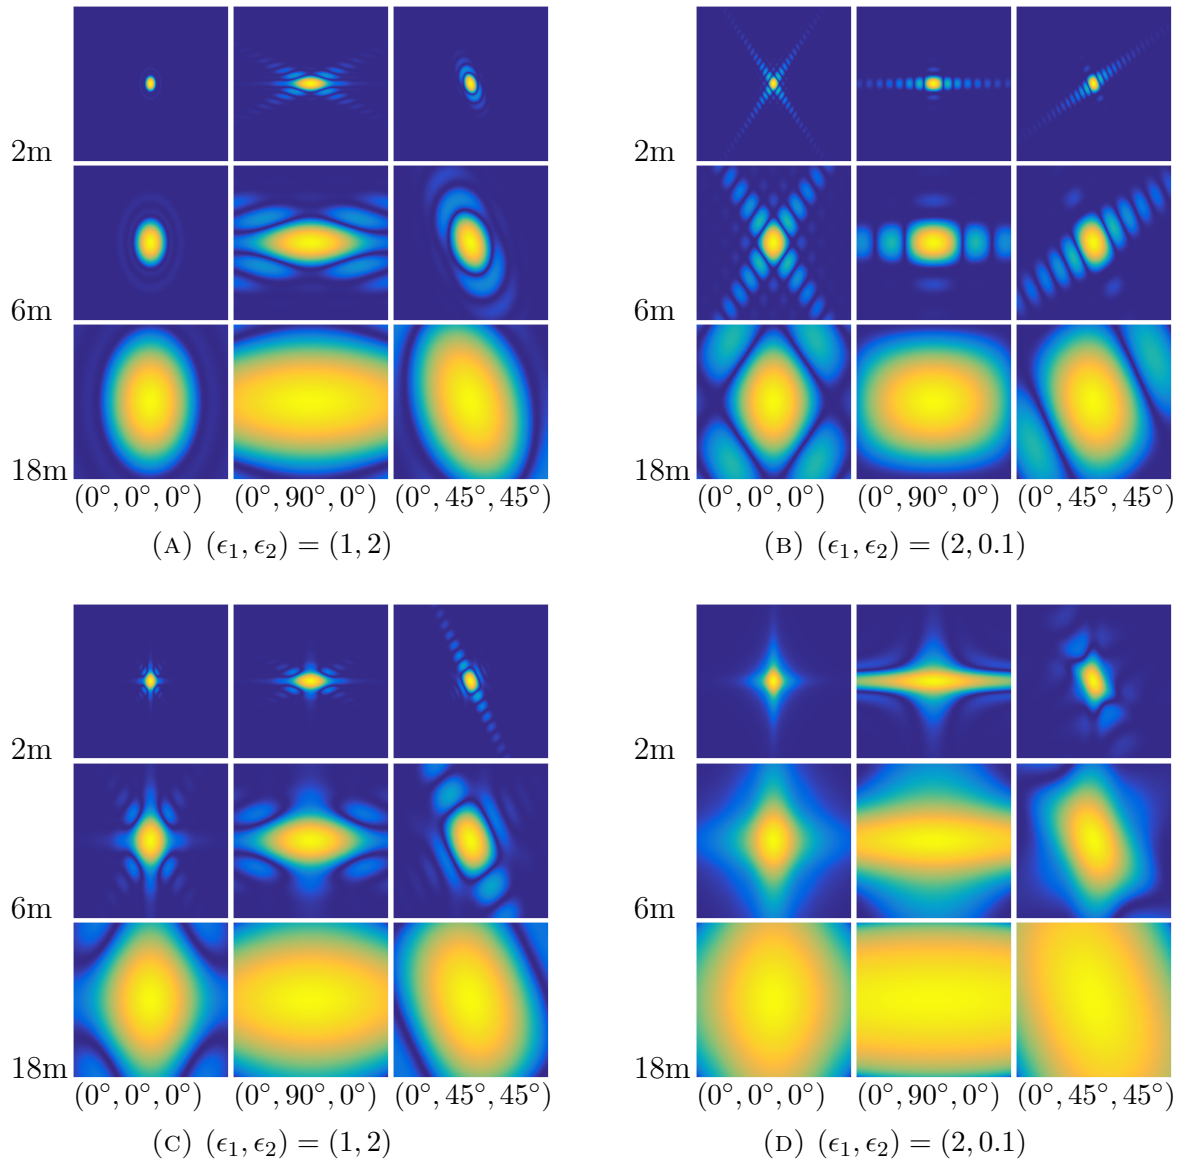 2m
6m
18m
(0°, 0°, 0°) (0°, 90°, 0°) (0°, 45°, 45°)
(A) (ϵ₁, ϵ₂) = (1, 2)
2m
6m
18m
(0°, 0°, 0°) (0°, 90°, 0°) (0°, 45°, 45°)
(B) (ϵ₁, ϵ₂) = (2, 0.1)
2m
6m
18m
(0°, 0°, 0°) (0°, 90°, 0°) (0°, 45°, 45°)
(C) (ϵ₁, ϵ₂) = (1, 2)
2m
6m
18m
(0°, 0°, 0°) (0°, 90°, 0°) (0°, 45°, 45°)
(D) (ϵ₁, ϵ₂) = (2, 0.1)